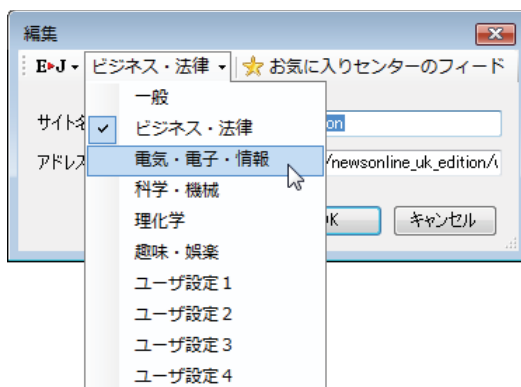 編集
E▸J ビジネス・法律 お気に入りセンターのフィード
一般
サイト名 on
ビジネス・法律
電気・電子・情報
アドレス /newsonline_uk_edition/
科学・機械
理化学
OK キャンセル
趣味・娯楽
ユーザ設定1
ユーザ設定2
ユーザ設定3
ユーザ設定4